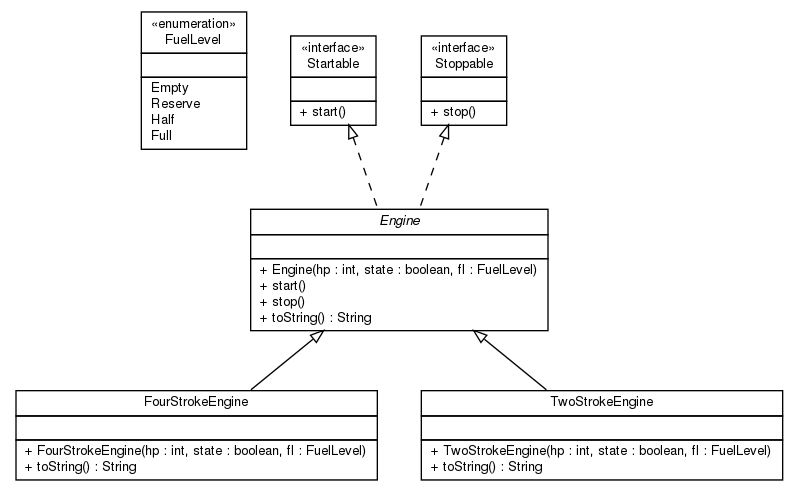 «enumeration»
FuelLevel
Empty
Reserve
Half
Full
«interface»
Startable
+ start()
«interface»
Stoppable
+ stop()
Engine
+ Engine(hp : int, state : boolean, fl : FuelLevel)
+ start()
+ stop()
+ toString() : String
FourStrokeEngine
+ FourStrokeEngine(hp : int, state : boolean, fl : FuelLevel)
+ toString() : String
TwoStrokeEngine
+ TwoStrokeEngine(hp : int, state : boolean, fl : FuelLevel)
+ toString() : String